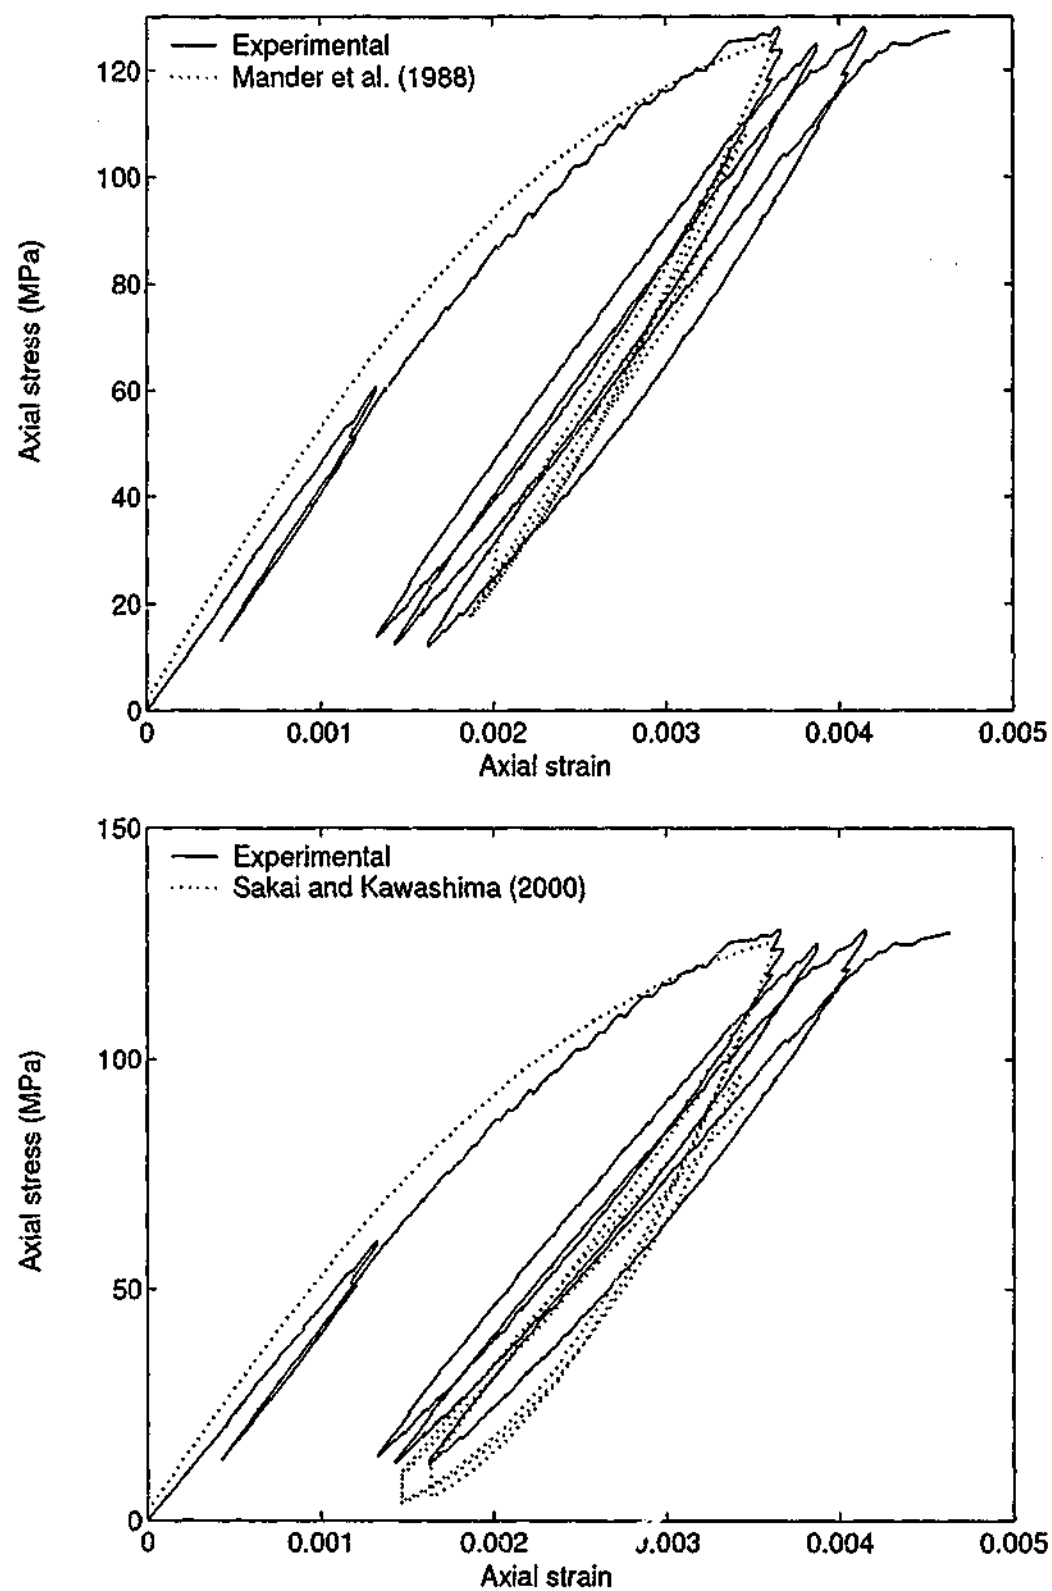 Experimental
Mander et al. (1988)
120
100
80
60
40
20
0
Axial stress (MPa)
0 0.001 0.002 0.003 0.004 0.005
Axial strain
150
Experimental
Sakai and Kawashima (2000)
100
50
0
Axial stress (MPa)
0 0.001 0.002 0.003 0.004 0.005
Axial strain